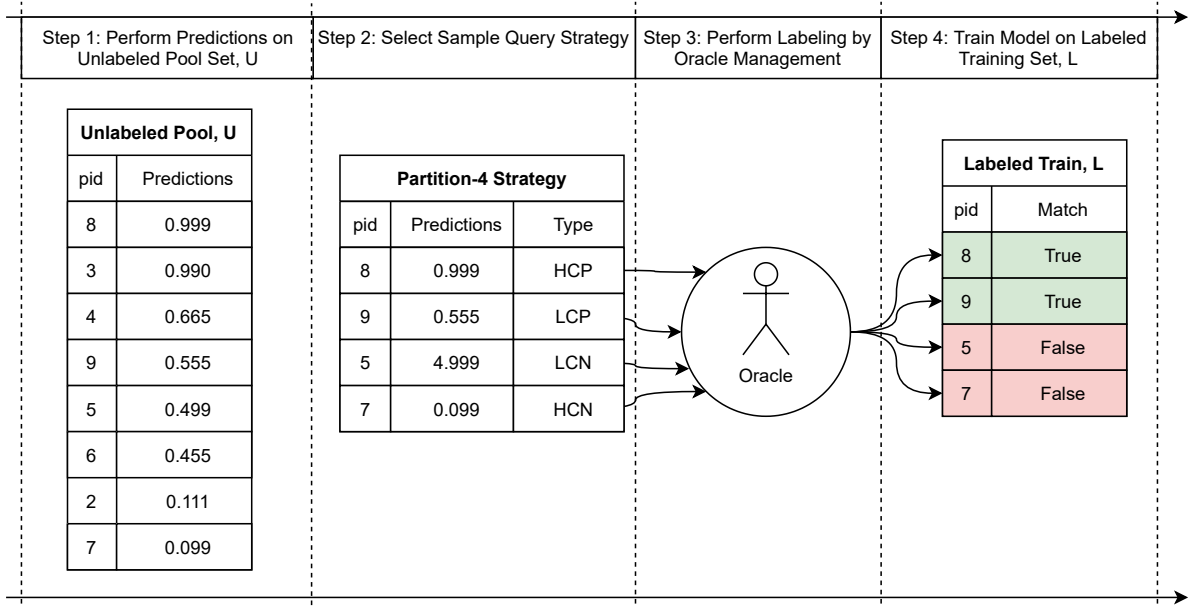 Step 1: Perform Predictions on
Unlabeled Pool Set, U
Step 2: Select Sample Query Strategy
Step 3: Perform Labeling by
Oracle Management
Step 4: Train Model on Labeled
Training Set, L
Unlabeled Pool, U
pid Predictions
8 0.999
3 0.990
4 0.665
9 0.555
5 0.499
6 0.455
2 0.111
7 0.099
Partition-4 Strategy
pid Predictions Type
8 0.999 HCP
9 0.555 LCP
5 4.999 LCN
7 0.099 HCN
Oracle
Labeled Train, L
pid Match
8 True
9 True
5 False
7 False